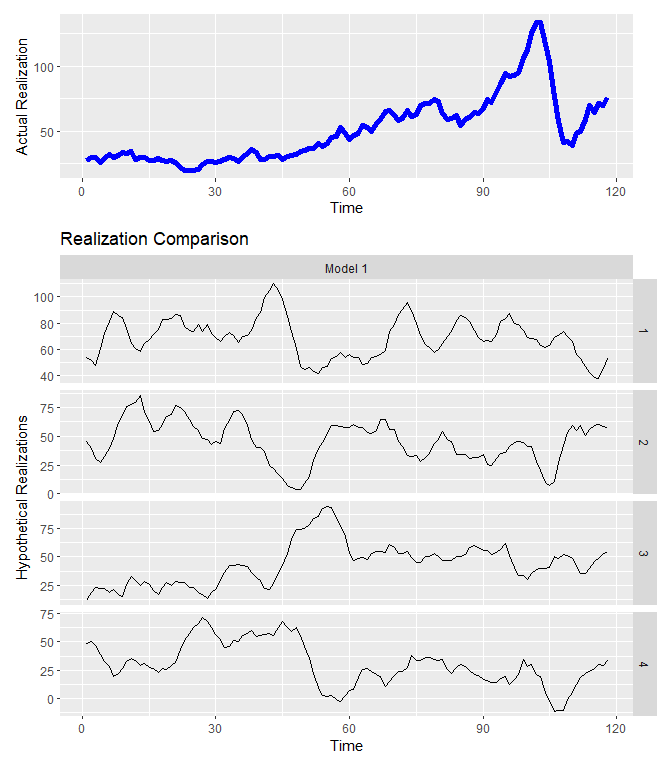 Actual Realization
100
50
0 30 60 90 120
Time
Realization Comparison
Model 1
Hypothetical Realizations
100
80
60
40
1
75
50
25
0
2
75
50
25
3
75
50
25
0
4
0 30 60 90 120
Time